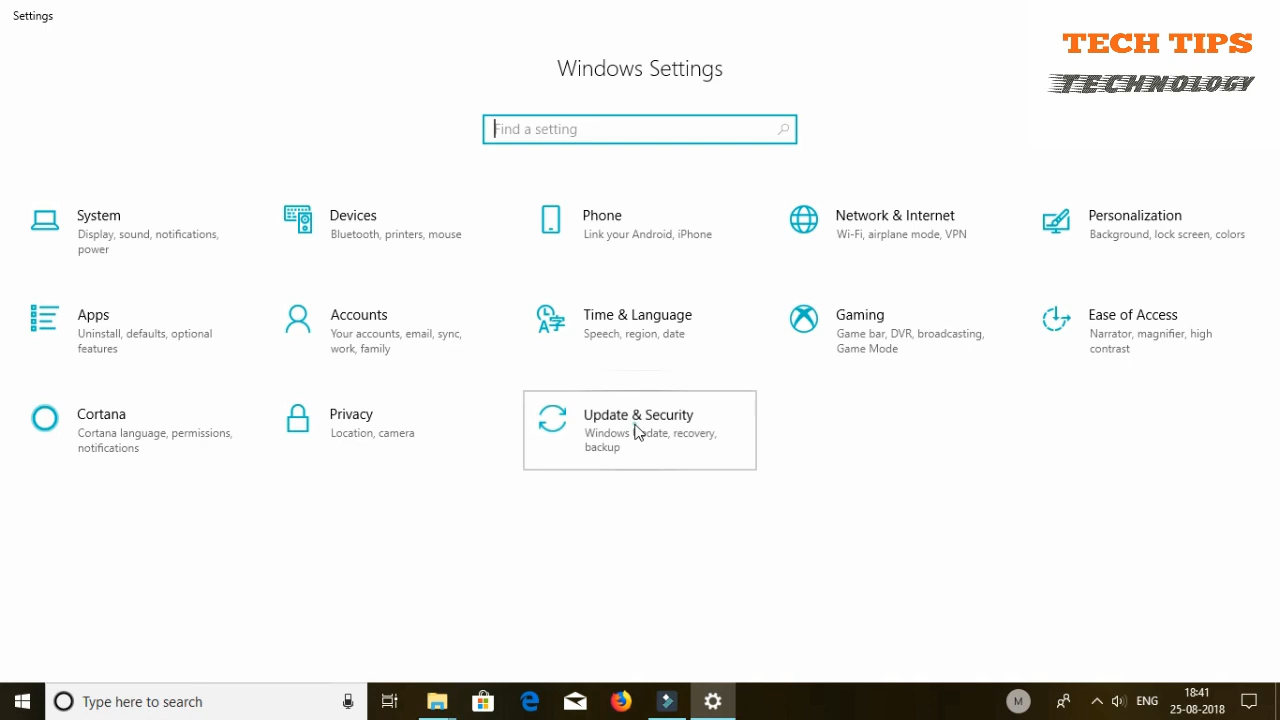 Settings
TECH TIPS
TECHNOLOGY
Windows Settings
Find a setting
System
Display, sound, notifications,
power
Devices
Bluetooth, printers, mouse
Phone
Link your Android, iPhone
Network & Internet
Wi-Fi, airplane mode, VPN
Personalization
Background, lock screen, colors
Apps
Uninstall, defaults, optional
features
Accounts
Your accounts, email, sync,
work, family
Time & Language
Speech, region, date
Gaming
Game bar, DVR, broadcasting,
Game Mode
Ease of Access
Narrator, magnifier, high
contrast
Cortana
Cortana language, permissions,
notifications
Privacy
Location, camera
Update & Security
Windows Update, recovery,
backup
Type here to search
M
ENG
18:41
25-08-2018